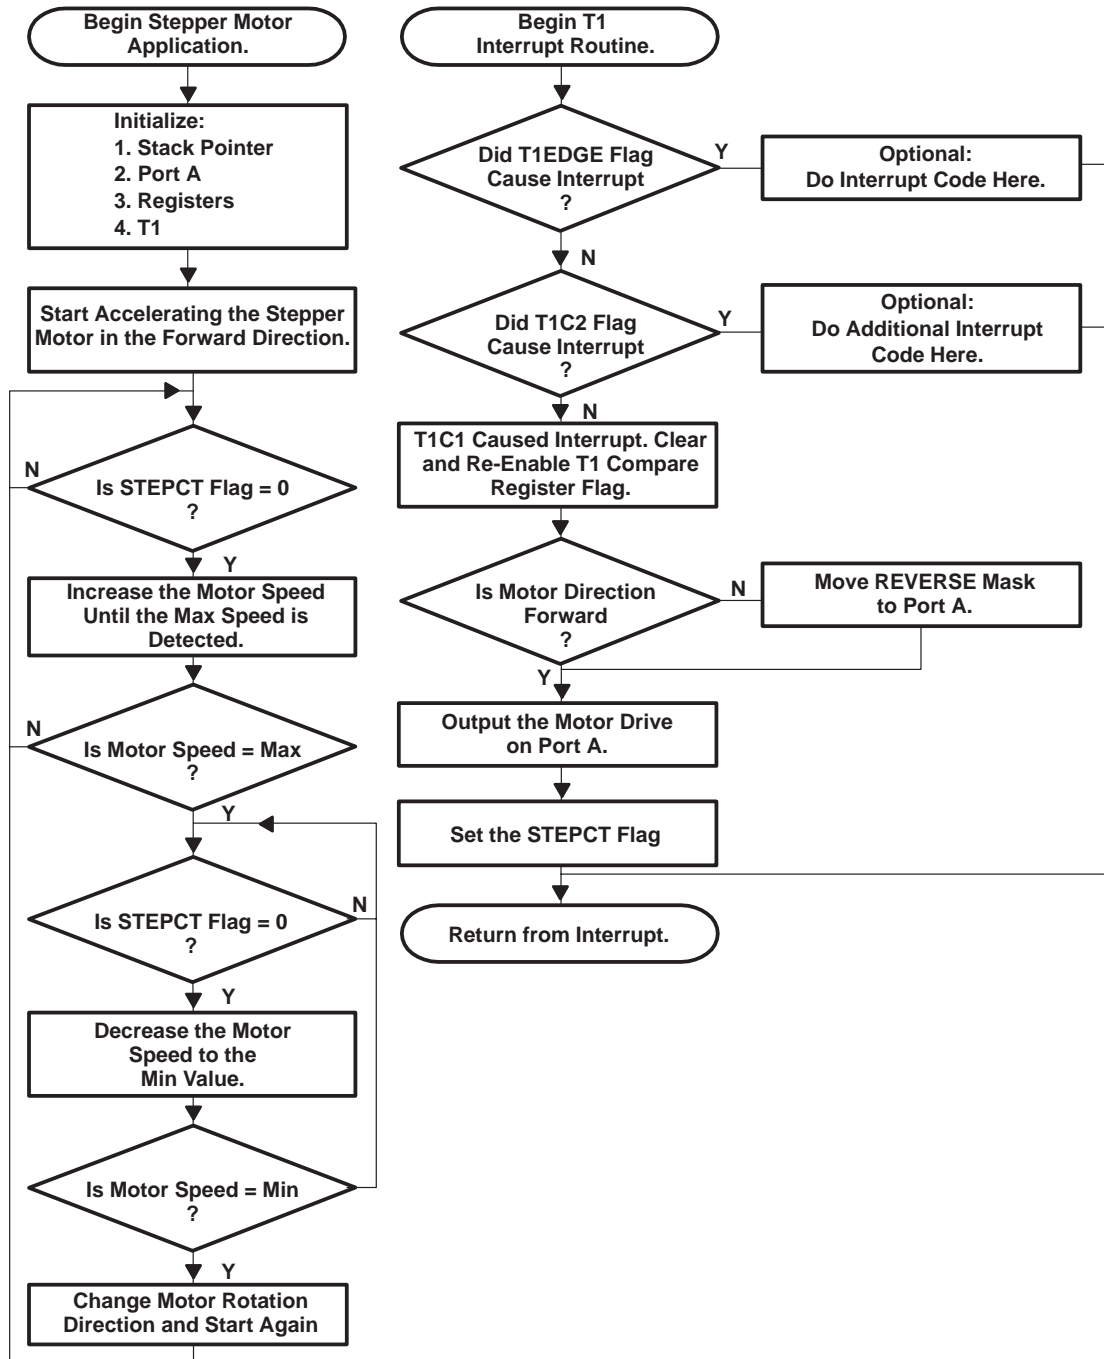 Begin Stepper Motor
Application.
Initialize:
1. Stack Pointer
2. Port A
3. Registers
4. T1
Start Accelerating the Stepper
Motor in the Forward Direction.
N
Is STEPCT Flag = 0
?
Y
Increase the Motor Speed
Until the Max Speed is
Detected.
N
Is Motor Speed = Max
?
Y
Is STEPCT Flag = 0
?
N
Y
Decrease the Motor
Speed to the
Min Value.
Is Motor Speed = Min
?
Y
Change Motor Rotation
Direction and Start Again
Begin T1
Interrupt Routine.
Did T1EDGE Flag
Cause Interrupt
?
Y
Optional:
Do Interrupt Code Here.
N
Did T1C2 Flag
Cause Interrupt
?
Y
Optional:
Do Additional Interrupt
Code Here.
N
T1C1 Caused Interrupt. Clear
and Re-Enable T1 Compare
Register Flag.
Is Motor Direction
Forward
?
N
Move REVERSE Mask
to Port A.
Y
Output the Motor Drive
on Port A.
Set the STEPCT Flag
Return from Interrupt.